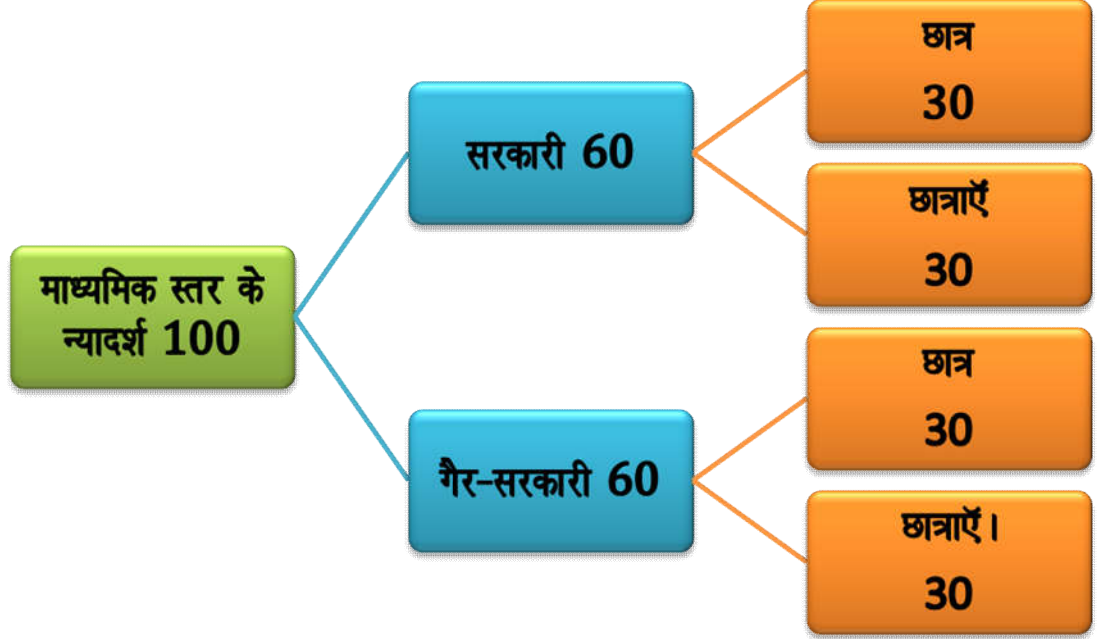 माध्यमिक स्तर के
न्यादर्श 100
सरकारी 60
छात्र
30
छात्राएँ
30
गैर-सरकारी 60
छात्र
30
छात्राएँ।
30